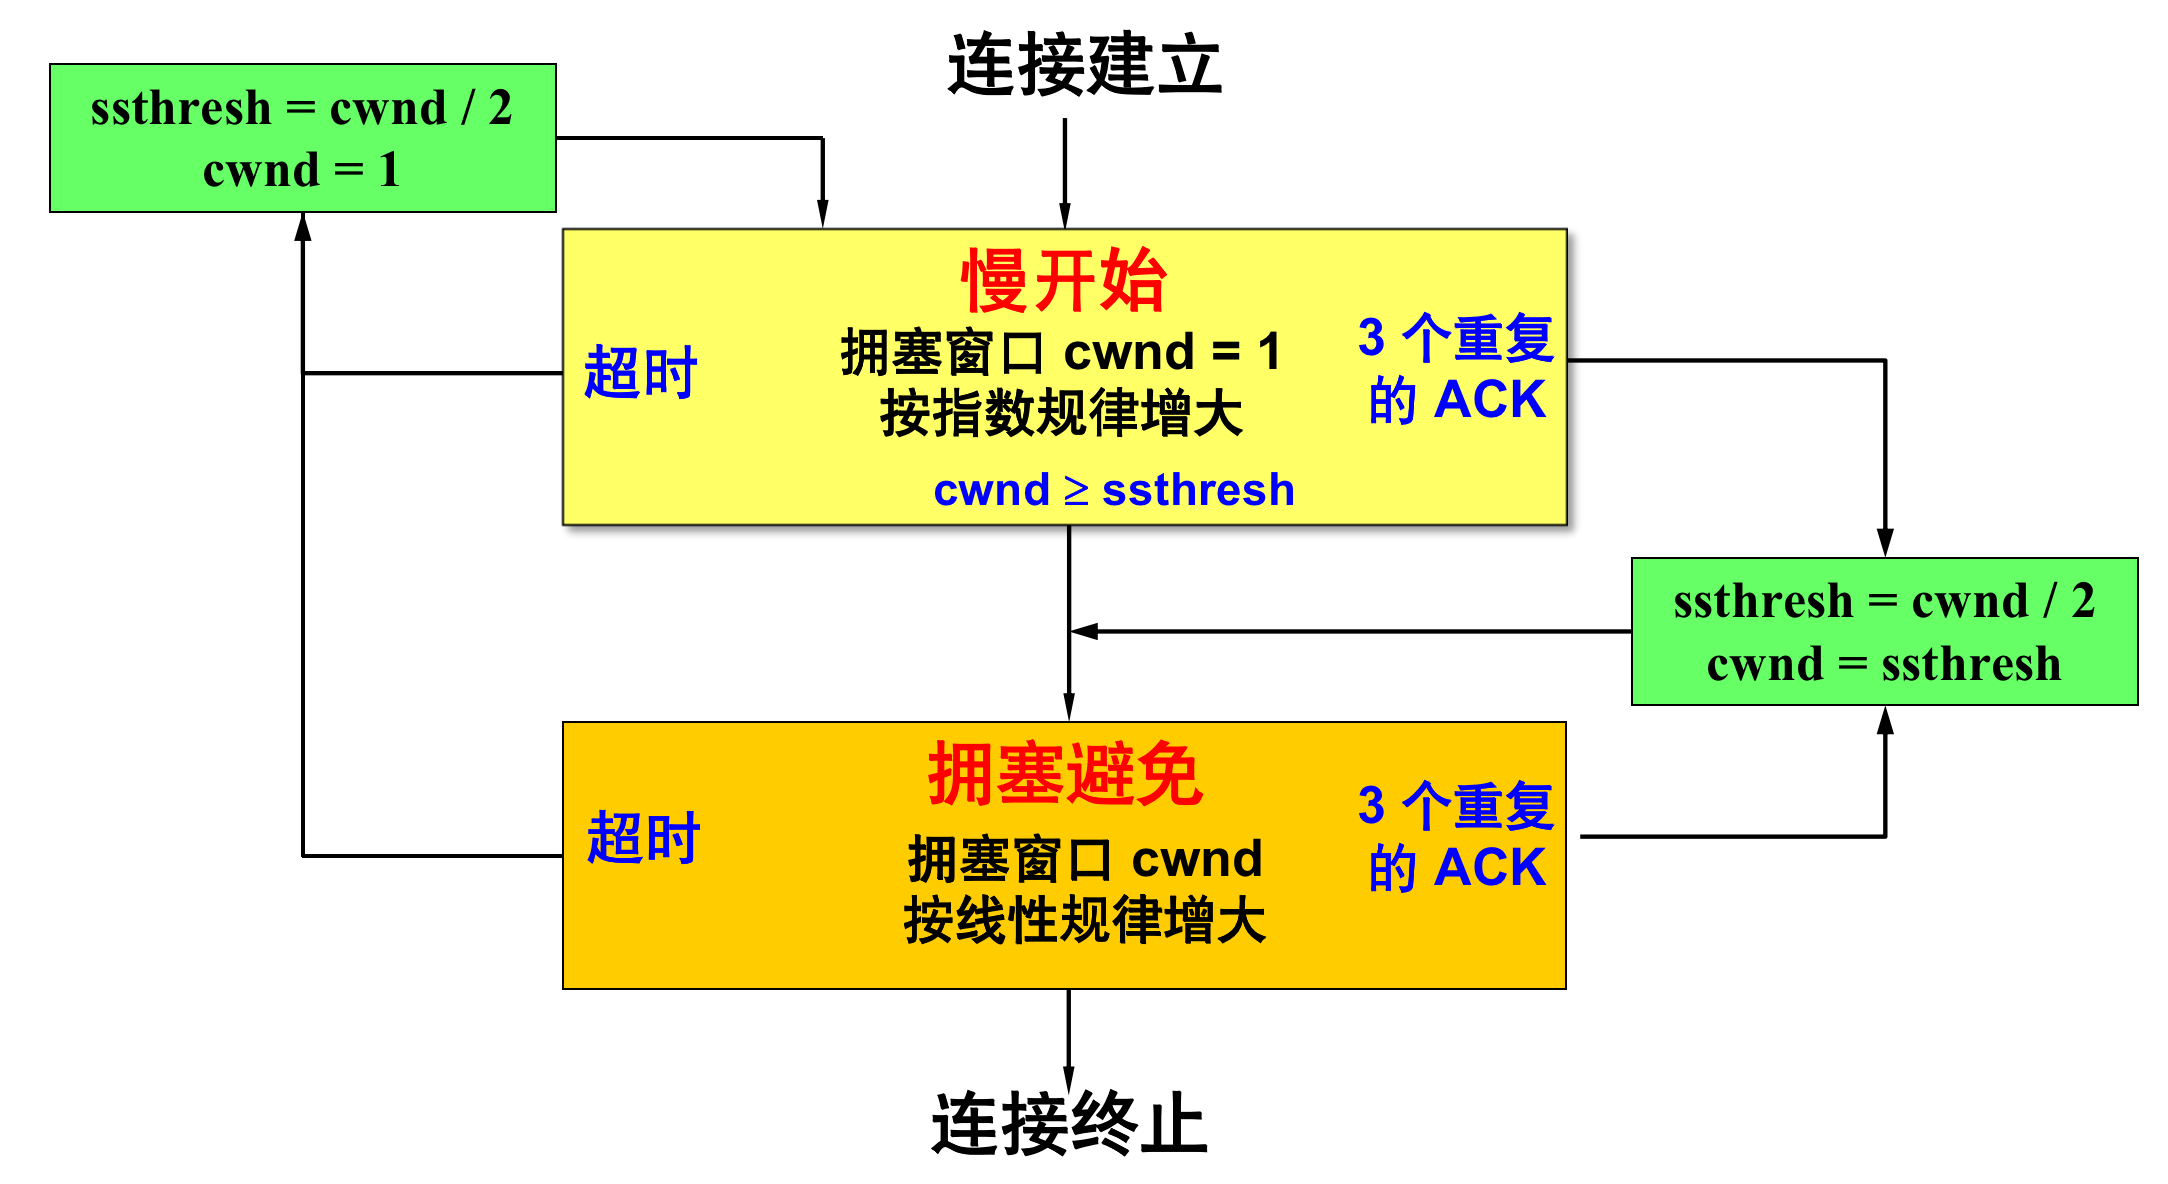 连接建立
ssthresh = cwnd / 2
cwnd = 1
慢开始
拥塞窗口 cwnd = 1
按指数规律增大
超时
3 个重复
的 ACK
cwnd ≥ ssthresh
ssthresh = cwnd / 2
cwnd = ssthresh
拥塞避免
拥塞窗口 cwnd
按线性规律增大
超时
3 个重复
的 ACK
连接终止